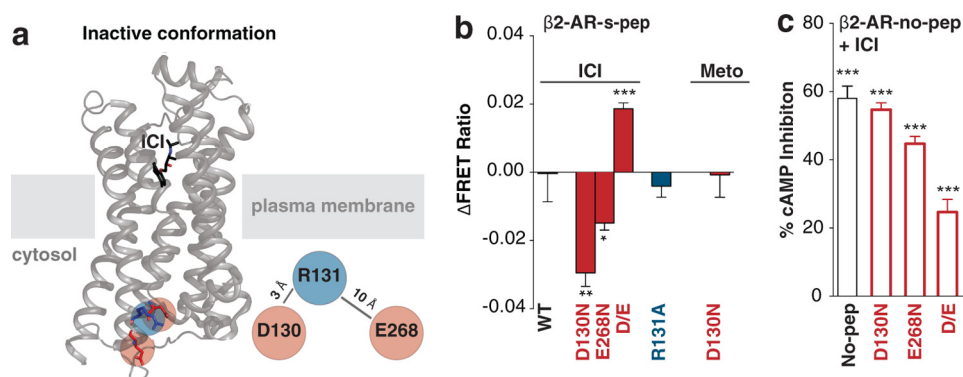 a
Inactive conformation
ICI
plasma membrane
cytosol
R131
3 Å
10 Å
D130
E268
b
β2-AR-s-pep
ICI
Meto
ΔFRET Ratio
0.04
0.02
0.00
-0.02
-0.04
***
*
**
WT
D130N
E268N
D/E
R131A
D130N
c
β2-AR-no-pep
+ ICI
% cAMP Inhibiton
80
60
40
20
0
***
***
***
***
No-pep
D130N
E268N
D/E